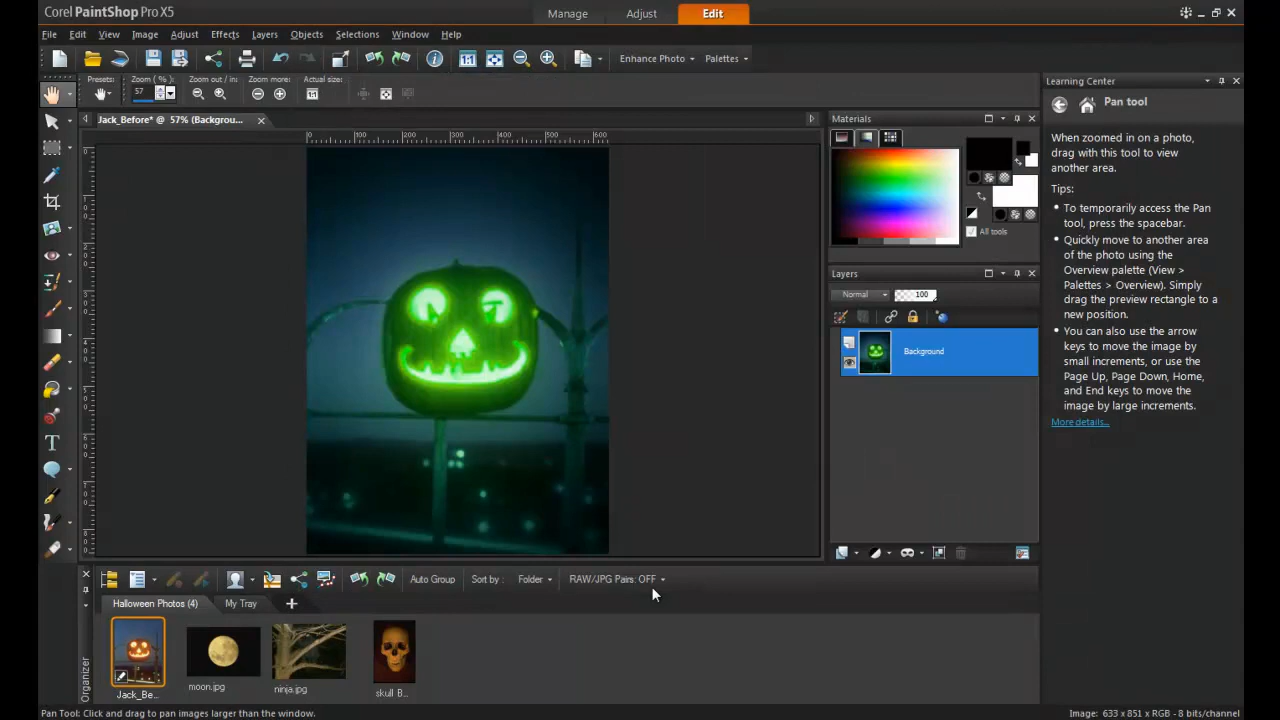 Corel PaintShop Pro X5
Manage
Adjust
Edit
File
Edit
View
Image
Adjust
Effects
Layers
Objects
Selections
Window
Help
Enhance Photo
Palettes
Presets:
Zoom ( % ):
Zoom out / in:
Zoom more:
Actual size:
57
Jack_Before* @ 57% (Backgrou...
0
100
200
300
400
500
600
Materials
All tools
Layers
Normal
100
Background
Learning Center
Pan tool
When zoomed in on a photo,
drag with this tool to view
another area.
Tips:
• To temporarily access the Pan
tool, press the spacebar.
• Quickly move to another area
of the photo using the
Overview palette (View >
Palettes > Overview). Simply
drag the preview rectangle to a
new position.
• You can also use the arrow
keys to move the image by
small increments, or use the
Page Up, Page Down, Home,
and End keys to move the
image by large increments.
More details...
Auto Group
Sort by :
Folder
RAW/JPG Pairs: OFF
Halloween Photos (4)
My Tray
Organizer
Jack_Be...
moon.jpg
ninja.jpg
skull B...
Pan Tool: Click and drag to pan images larger than the window.
Image: 633 x 851 x RGB - 8 bits/channel